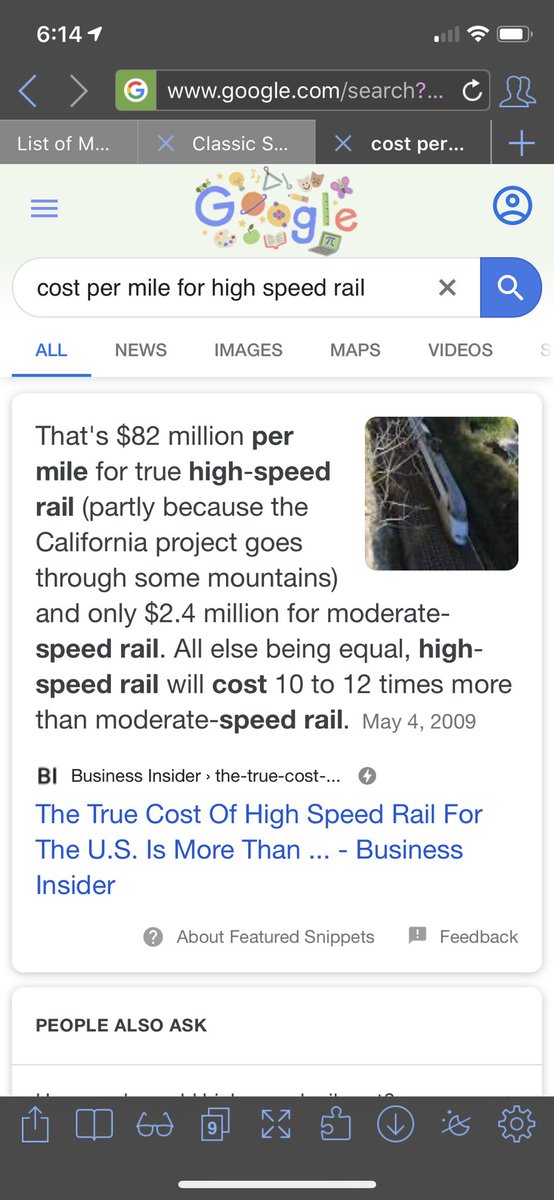 6:14
www.google.com/search?...
List of M...
Classic S...
cost per...
Google
cost per mile for high speed rail
ALL NEWS IMAGES MAPS VIDEOS S
That's $82 million per
mile for true high-speed
rail (partly because the
California project goes
through some mountains)
and only $2.4 million for moderate-
speed rail. All else being equal, high-
speed rail will cost 10 to 12 times more
than moderate-speed rail. May 4, 2009
BI Business Insider › the-true-cost-...
The True Cost Of High Speed Rail For
The U.S. Is More Than ... - Business
Insider
About Featured Snippets
Feedback
PEOPLE ALSO ASK
9